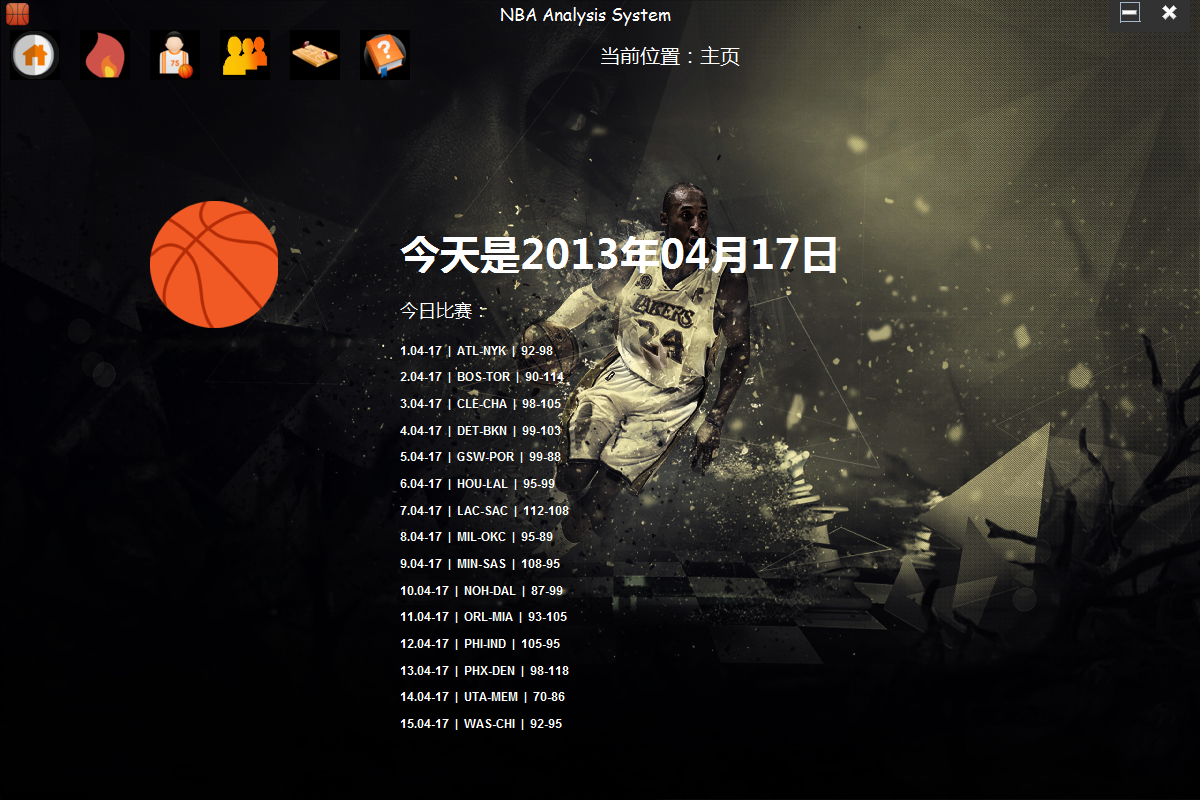 NBA Analysis System
当前位置：主页
75
?
今天是2013年04月17日
今日比赛：
LAKERS
24
1.04-17 | ATL-NYK | 92-98
2.04-17 | BOS-TOR | 90-114
3.04-17 | CLE-CHA | 98-105
4.04-17 | DET-BKN | 99-103
5.04-17 | GSW-POR | 99-88
6.04-17 | HOU-LAL | 95-99
7.04-17 | LAC-SAC | 112-108
8.04-17 | MIL-OKC | 95-89
9.04-17 | MIN-SAS | 108-95
10.04-17 | NOH-DAL | 87-99
11.04-17 | ORL-MIA | 93-105
12.04-17 | PHI-IND | 105-95
13.04-17 | PHX-DEN | 98-118
14.04-17 | UTA-MEM | 70-86
15.04-17 | WAS-CHI | 92-95